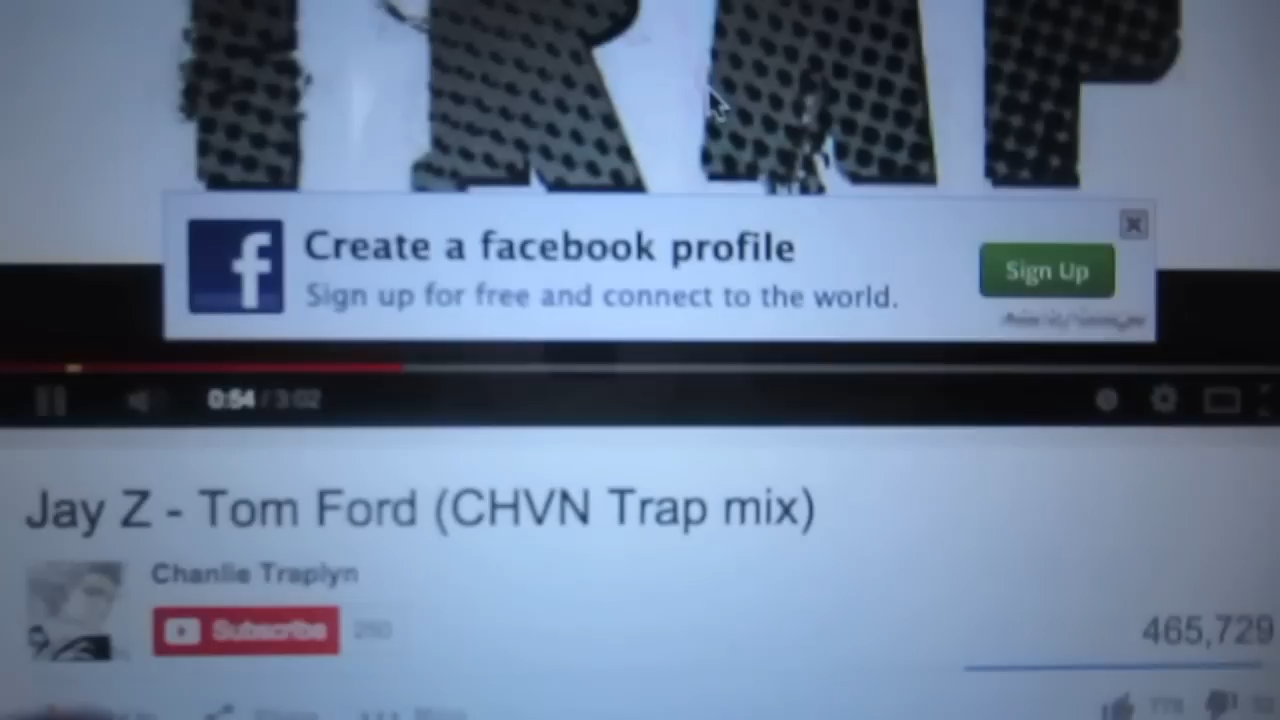 TRAP
f
Create a facebook profile
Sign up for free and connect to the world.
Sign Up
0:54 / 3:02
Jay Z - Tom Ford (CHVN Trap mix)
Chanlie Traplyn
Subscribe
465,729